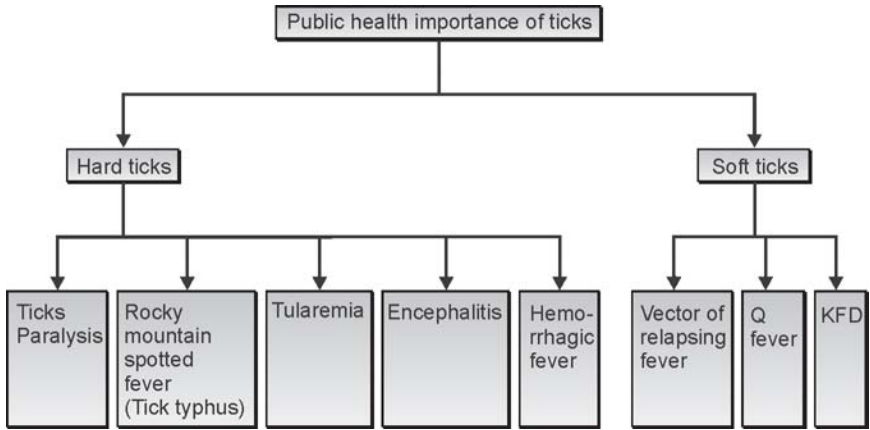 Public health importance of ticks
Hard ticks
Soft ticks
Ticks
Paralysis
Rocky
mountain
spotted
fever
(Tick typhus)
Tularemia
Encephalitis
Hemo-
rrhagic
fever
Vector of
relapsing
fever
Q
fever
KFD